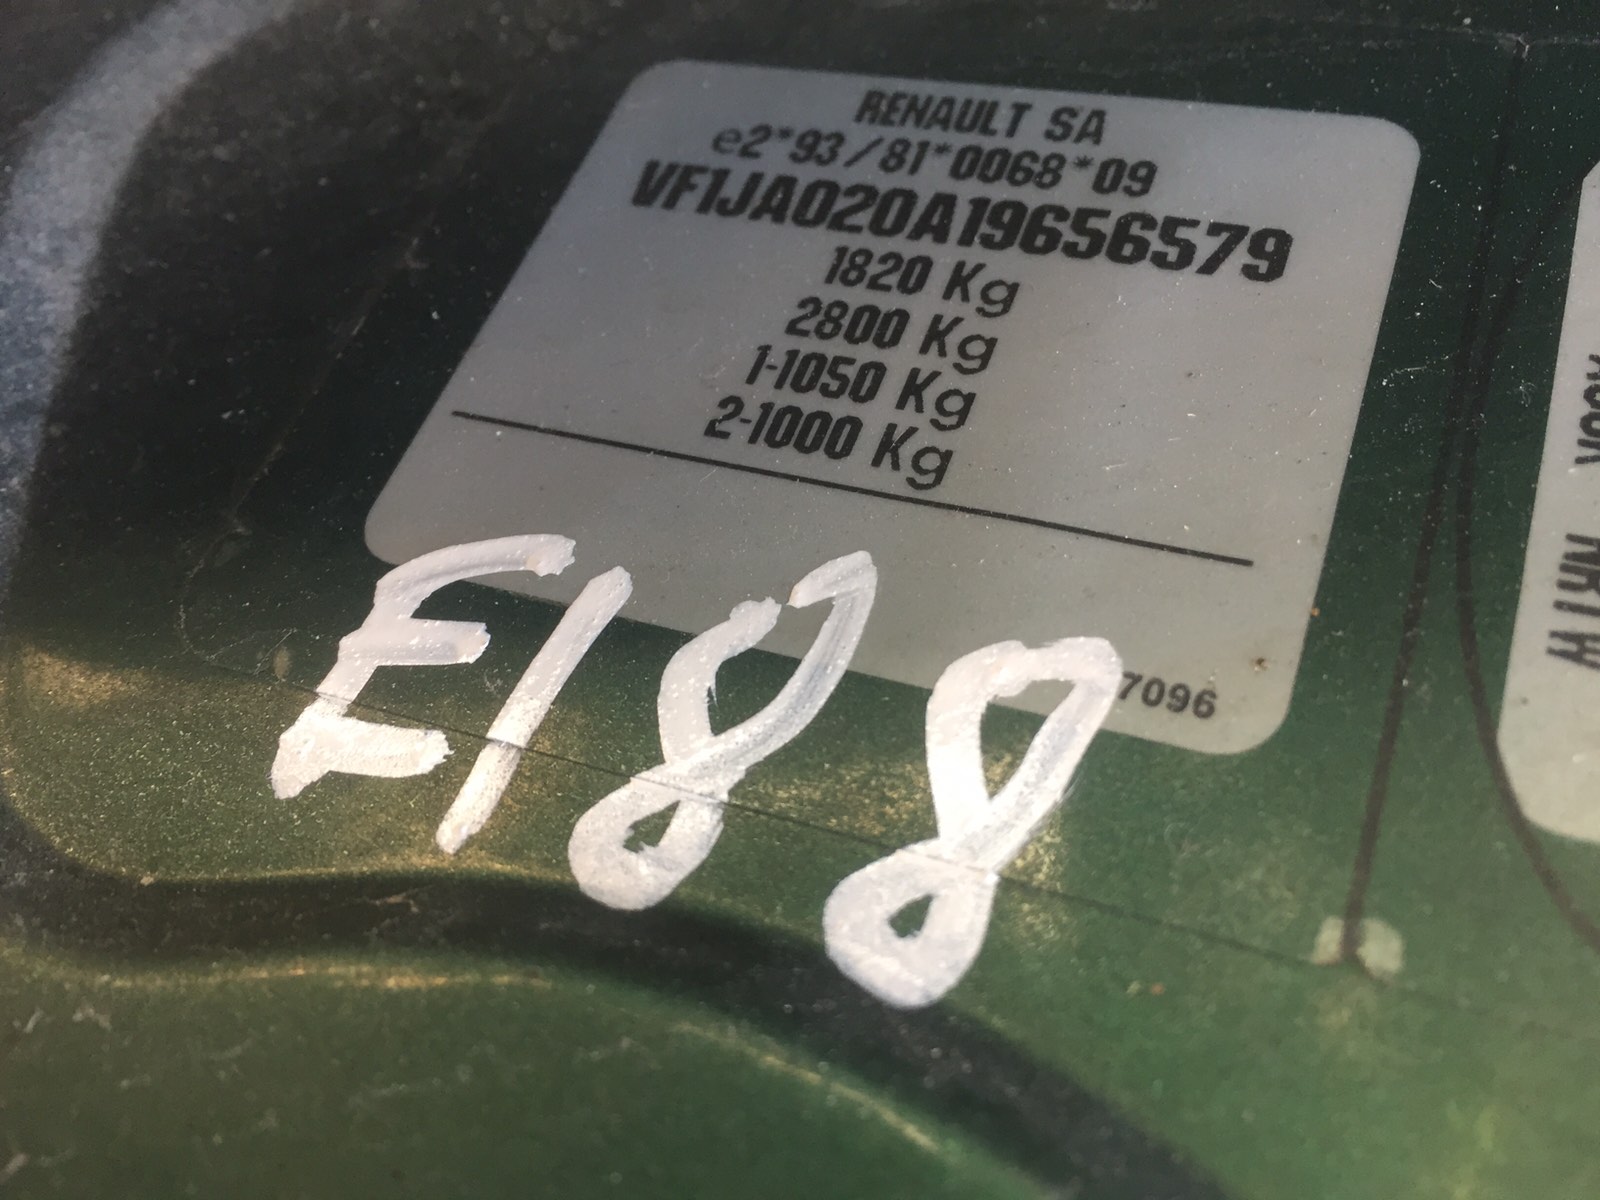 RENAULT SA
e2*93/81*0068*09
VF1JA020A19656579
1820 Kg
2800 Kg
1-1050 Kg
2-1000 Kg
7096
E188